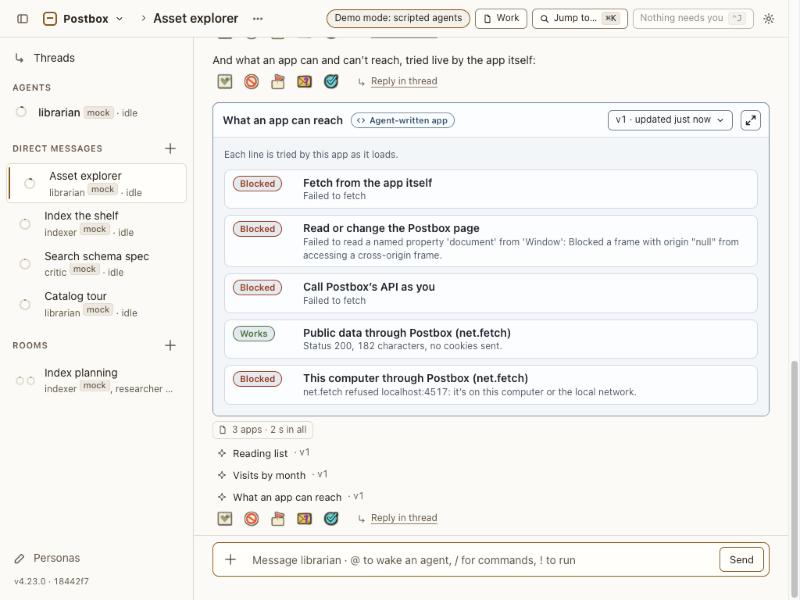 Postbox
Asset explorer
Demo mode: scripted agents
Work
Jump to... ⌘K
Nothing needs you ^J
Threads
AGENTS
librarian mock · idle
DIRECT MESSAGES
Asset explorer
librarian mock · idle
Index the shelf
indexer mock · idle
Search schema spec
critic mock · idle
Catalog tour
librarian mock · idle
ROOMS
Index planning
indexer mock, researcher ...
Personas
v4.23.0 · 18442f7
And what an app can and can't reach, tried live by the app itself:
Reply in thread
What an app can reach
Agent-written app
v1 · updated just now
Each line is tried by this app as it loads.
Blocked
Fetch from the app itself
Failed to fetch
Blocked
Read or change the Postbox page
Failed to read a named property 'document' from 'Window': Blocked a frame with origin "null" from
accessing a cross-origin frame.
Blocked
Call Postbox's API as you
Failed to fetch
Works
Public data through Postbox (net.fetch)
Status 200, 182 characters, no cookies sent.
Blocked
This computer through Postbox (net.fetch)
net.fetch refused localhost:4517: it's on this computer or the local network.
3 apps · 2 s in all
Reading list · v1
Visits by month · v1
What an app can reach · v1
Reply in thread
Message librarian · @ to wake an agent, / for commands, ! to run
Send